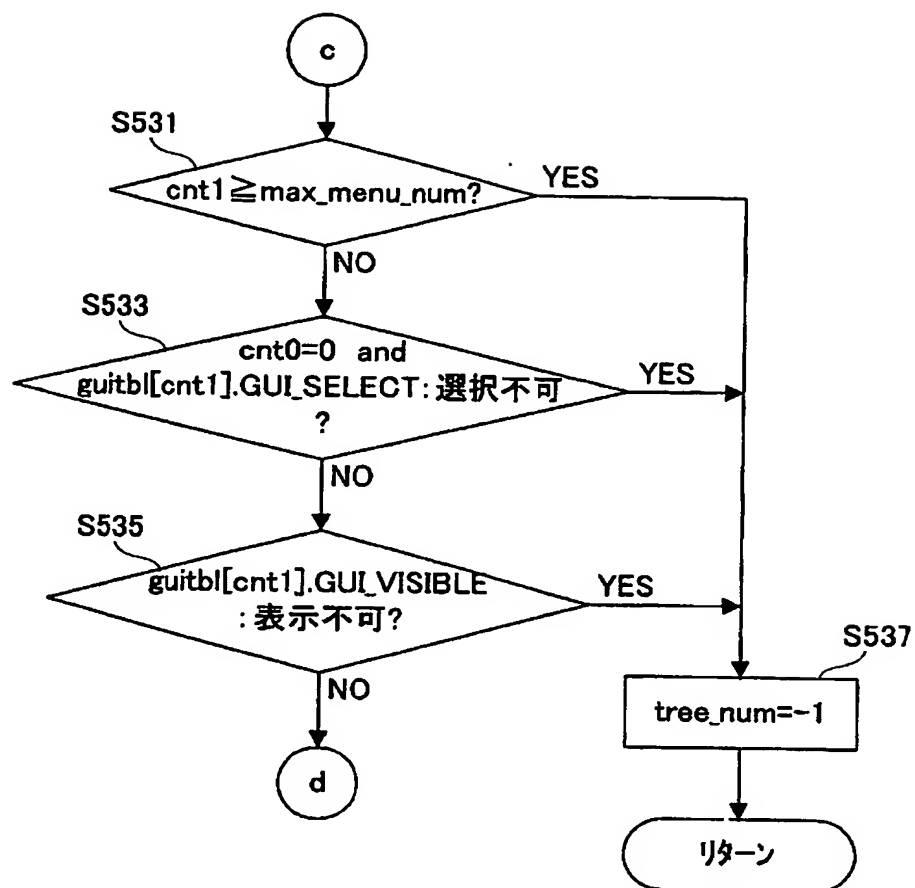 c
S531
cnt1≧max_menu_num?
YES
NO
S533
cnt0=0 and
guitbl[cnt1].GUI_SELECT:選択不可
?
YES
NO
S535
guitbl[cnt1].GUI_VISIBLE
:表示不可?
YES
NO
S537
tree_num=-1
d
リターン